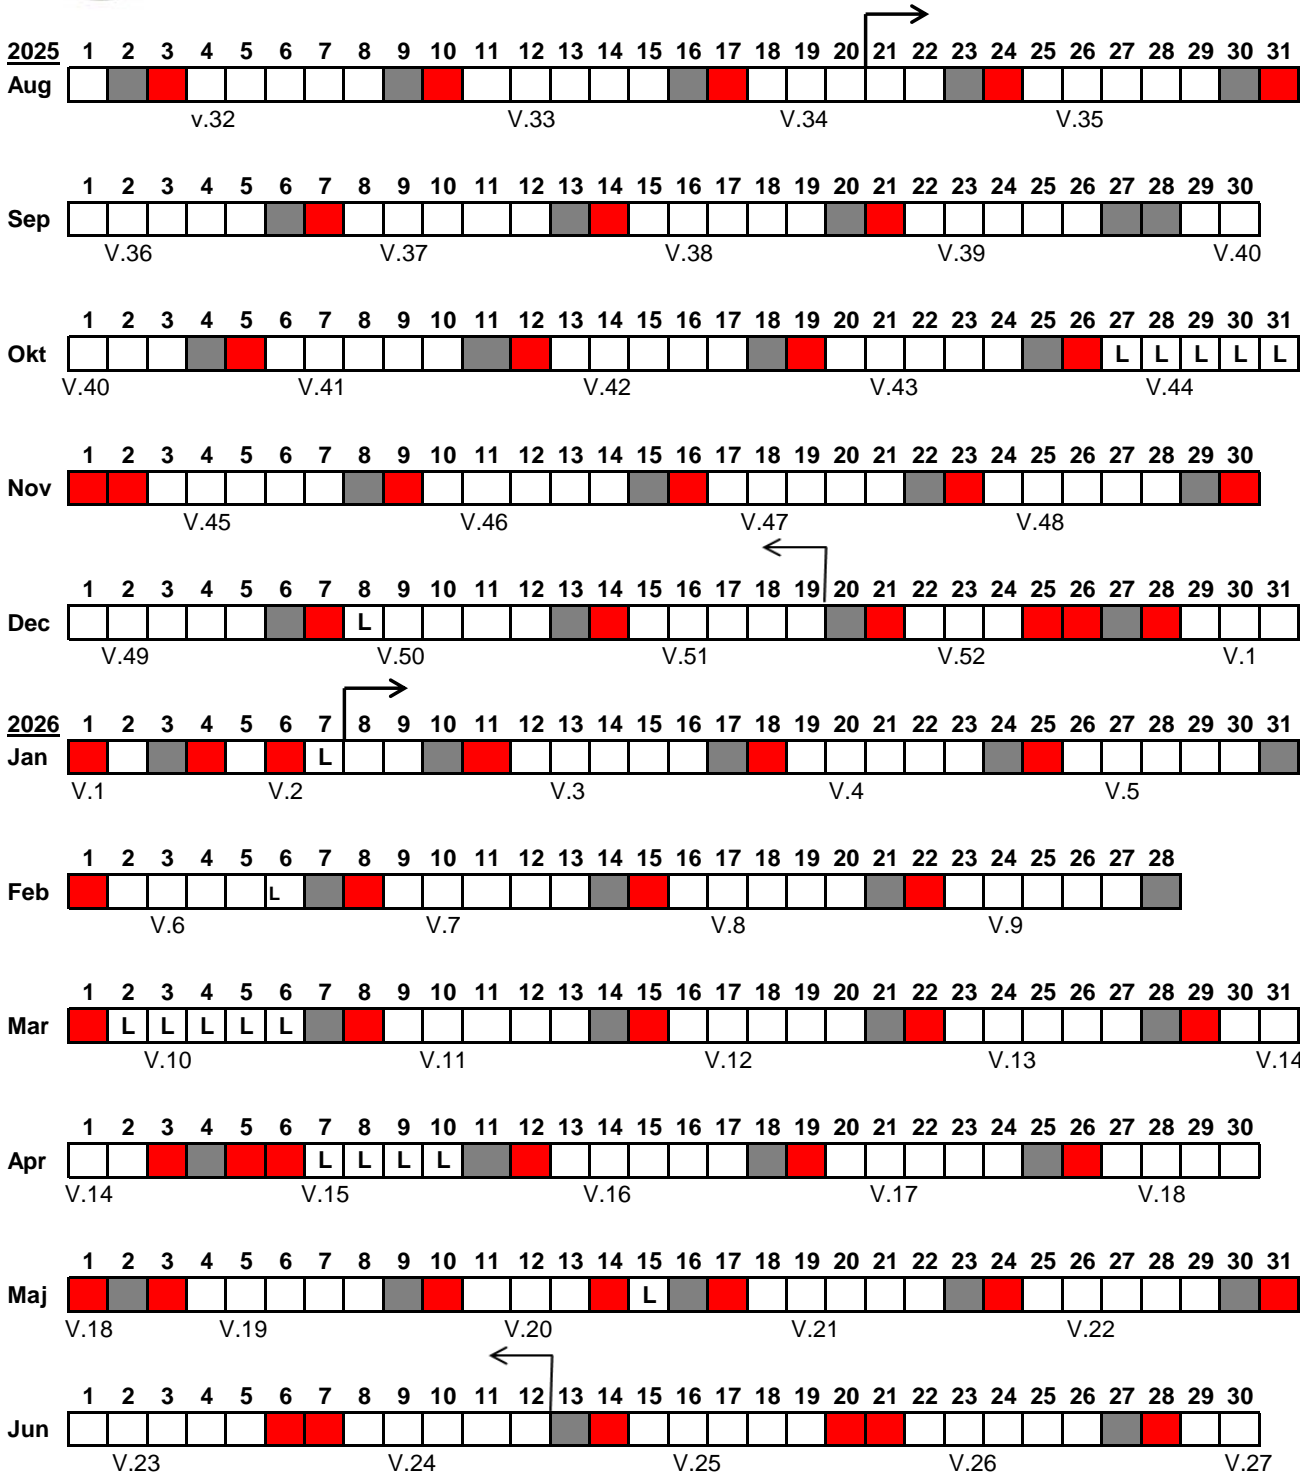 2025 1 2 3 4 5 6 7 8 9 10 11 12 13 14 15 16 17 18 19 20 21 22 23 24 25 26 27 28 29 30 31
Aug
v.32 V.33 V.34 V.35
1 2 3 4 5 6 7 8 9 10 11 12 13 14 15 16 17 18 19 20 21 22 23 24 25 26 27 28 29 30
Sep
V.36 V.37 V.38 V.39 V.40
1 2 3 4 5 6 7 8 9 10 11 12 13 14 15 16 17 18 19 20 21 22 23 24 25 26 27 28 29 30 31
Okt L L L L L
V.40 V.41 V.42 V.43 V.44
1 2 3 4 5 6 7 8 9 10 11 12 13 14 15 16 17 18 19 20 21 22 23 24 25 26 27 28 29 30
Nov
V.45 V.46 V.47 V.48
1 2 3 4 5 6 7 8 9 10 11 12 13 14 15 16 17 18 19 20 21 22 23 24 25 26 27 28 29 30 31
Dec L
V.49 V.50 V.51 V.52 V.1
2026 1 2 3 4 5 6 7 8 9 10 11 12 13 14 15 16 17 18 19 20 21 22 23 24 25 26 27 28 29 30 31
Jan L
V.1 V.2 V.3 V.4 V.5
1 2 3 4 5 6 7 8 9 10 11 12 13 14 15 16 17 18 19 20 21 22 23 24 25 26 27 28
Feb L
V.6 V.7 V.8 V.9
1 2 3 4 5 6 7 8 9 10 11 12 13 14 15 16 17 18 19 20 21 22 23 24 25 26 27 28 29 30 31
Mar L L L L L
V.10 V.11 V.12 V.13 V.14
1 2 3 4 5 6 7 8 9 10 11 12 13 14 15 16 17 18 19 20 21 22 23 24 25 26 27 28 29 30
Apr L L L L
V.14 V.15 V.16 V.17 V.18
1 2 3 4 5 6 7 8 9 10 11 12 13 14 15 16 17 18 19 20 21 22 23 24 25 26 27 28 29 30 31
Maj L
V.18 V.19 V.20 V.21 V.22
1 2 3 4 5 6 7 8 9 10 11 12 13 14 15 16 17 18 19 20 21 22 23 24 25 26 27 28 29 30
Jun
V.23 V.24 V.25 V.26 V.27